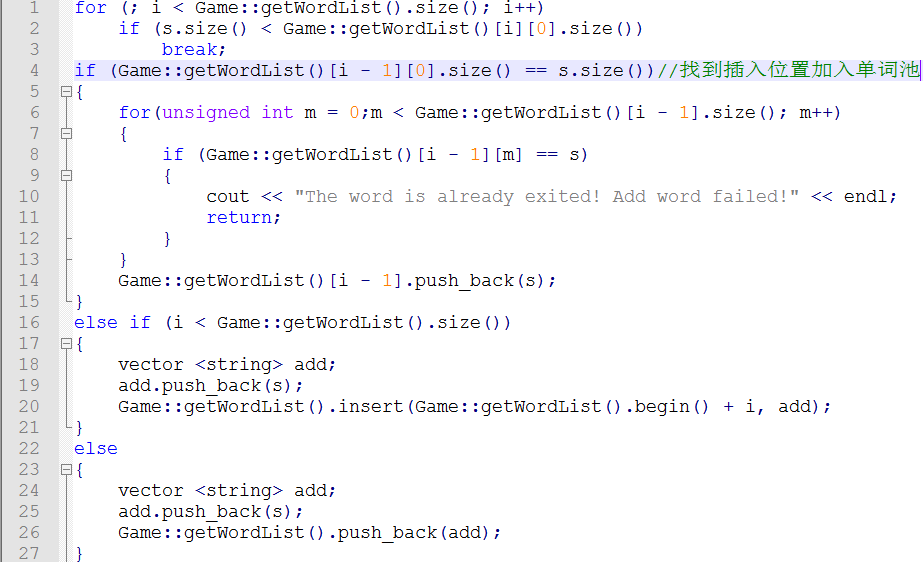 1 for (; i < Game::getWordList().size(); i++)
2     if (s.size() < Game::getWordList()[i][0].size())
3         break;
4 if (Game::getWordList()[i - 1][0].size() == s.size())//找到插入位置加入单词池
5 {
6     for(unsigned int m = 0;m < Game::getWordList()[i - 1].size(); m++)
7     {
8         if (Game::getWordList()[i - 1][m] == s)
9         {
10             cout << "The word is already exited! Add word failed!" << endl;
11             return;
12         }
13     }
14     Game::getWordList()[i - 1].push_back(s);
15 }
16 else if (i < Game::getWordList().size())
17 {
18     vector <string> add;
19     add.push_back(s);
20     Game::getWordList().insert(Game::getWordList().begin() + i, add);
21 }
22 else
23 {
24     vector <string> add;
25     add.push_back(s);
26     Game::getWordList().push_back(add);
27 }